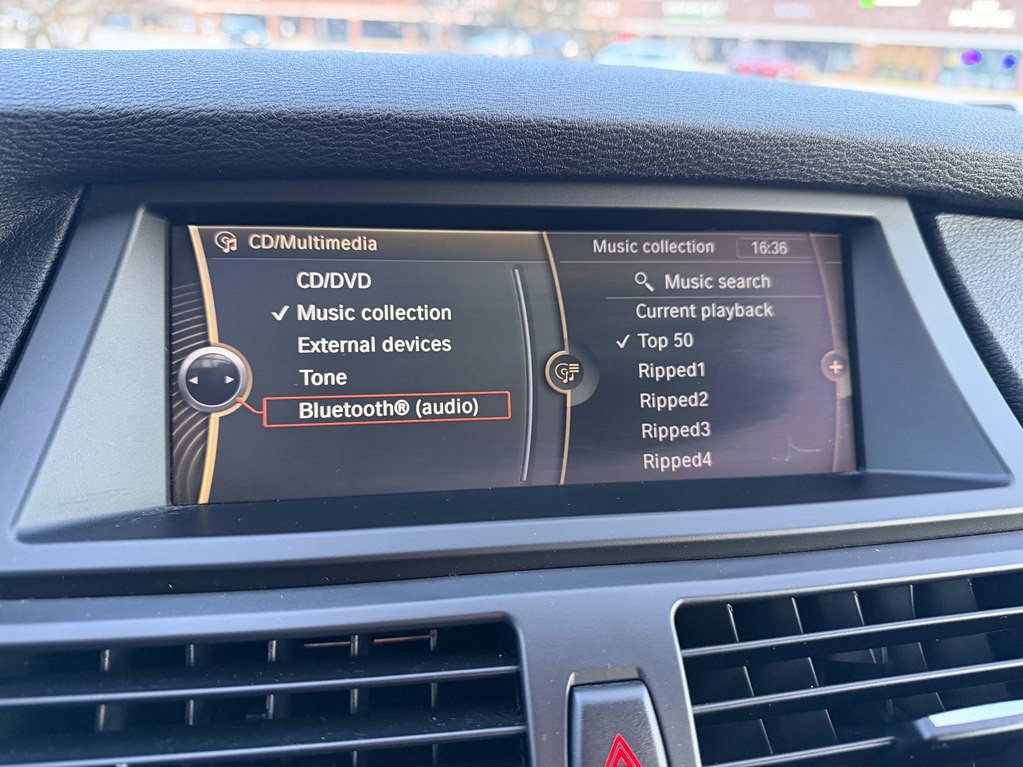 CD/Multimedia
CD/DVD
Music collection
External devices
Tone
Bluetooth® (audio)
Music collection 16:36
Music search
Current playback
Top 50
Ripped1
Ripped2
Ripped3
Ripped4